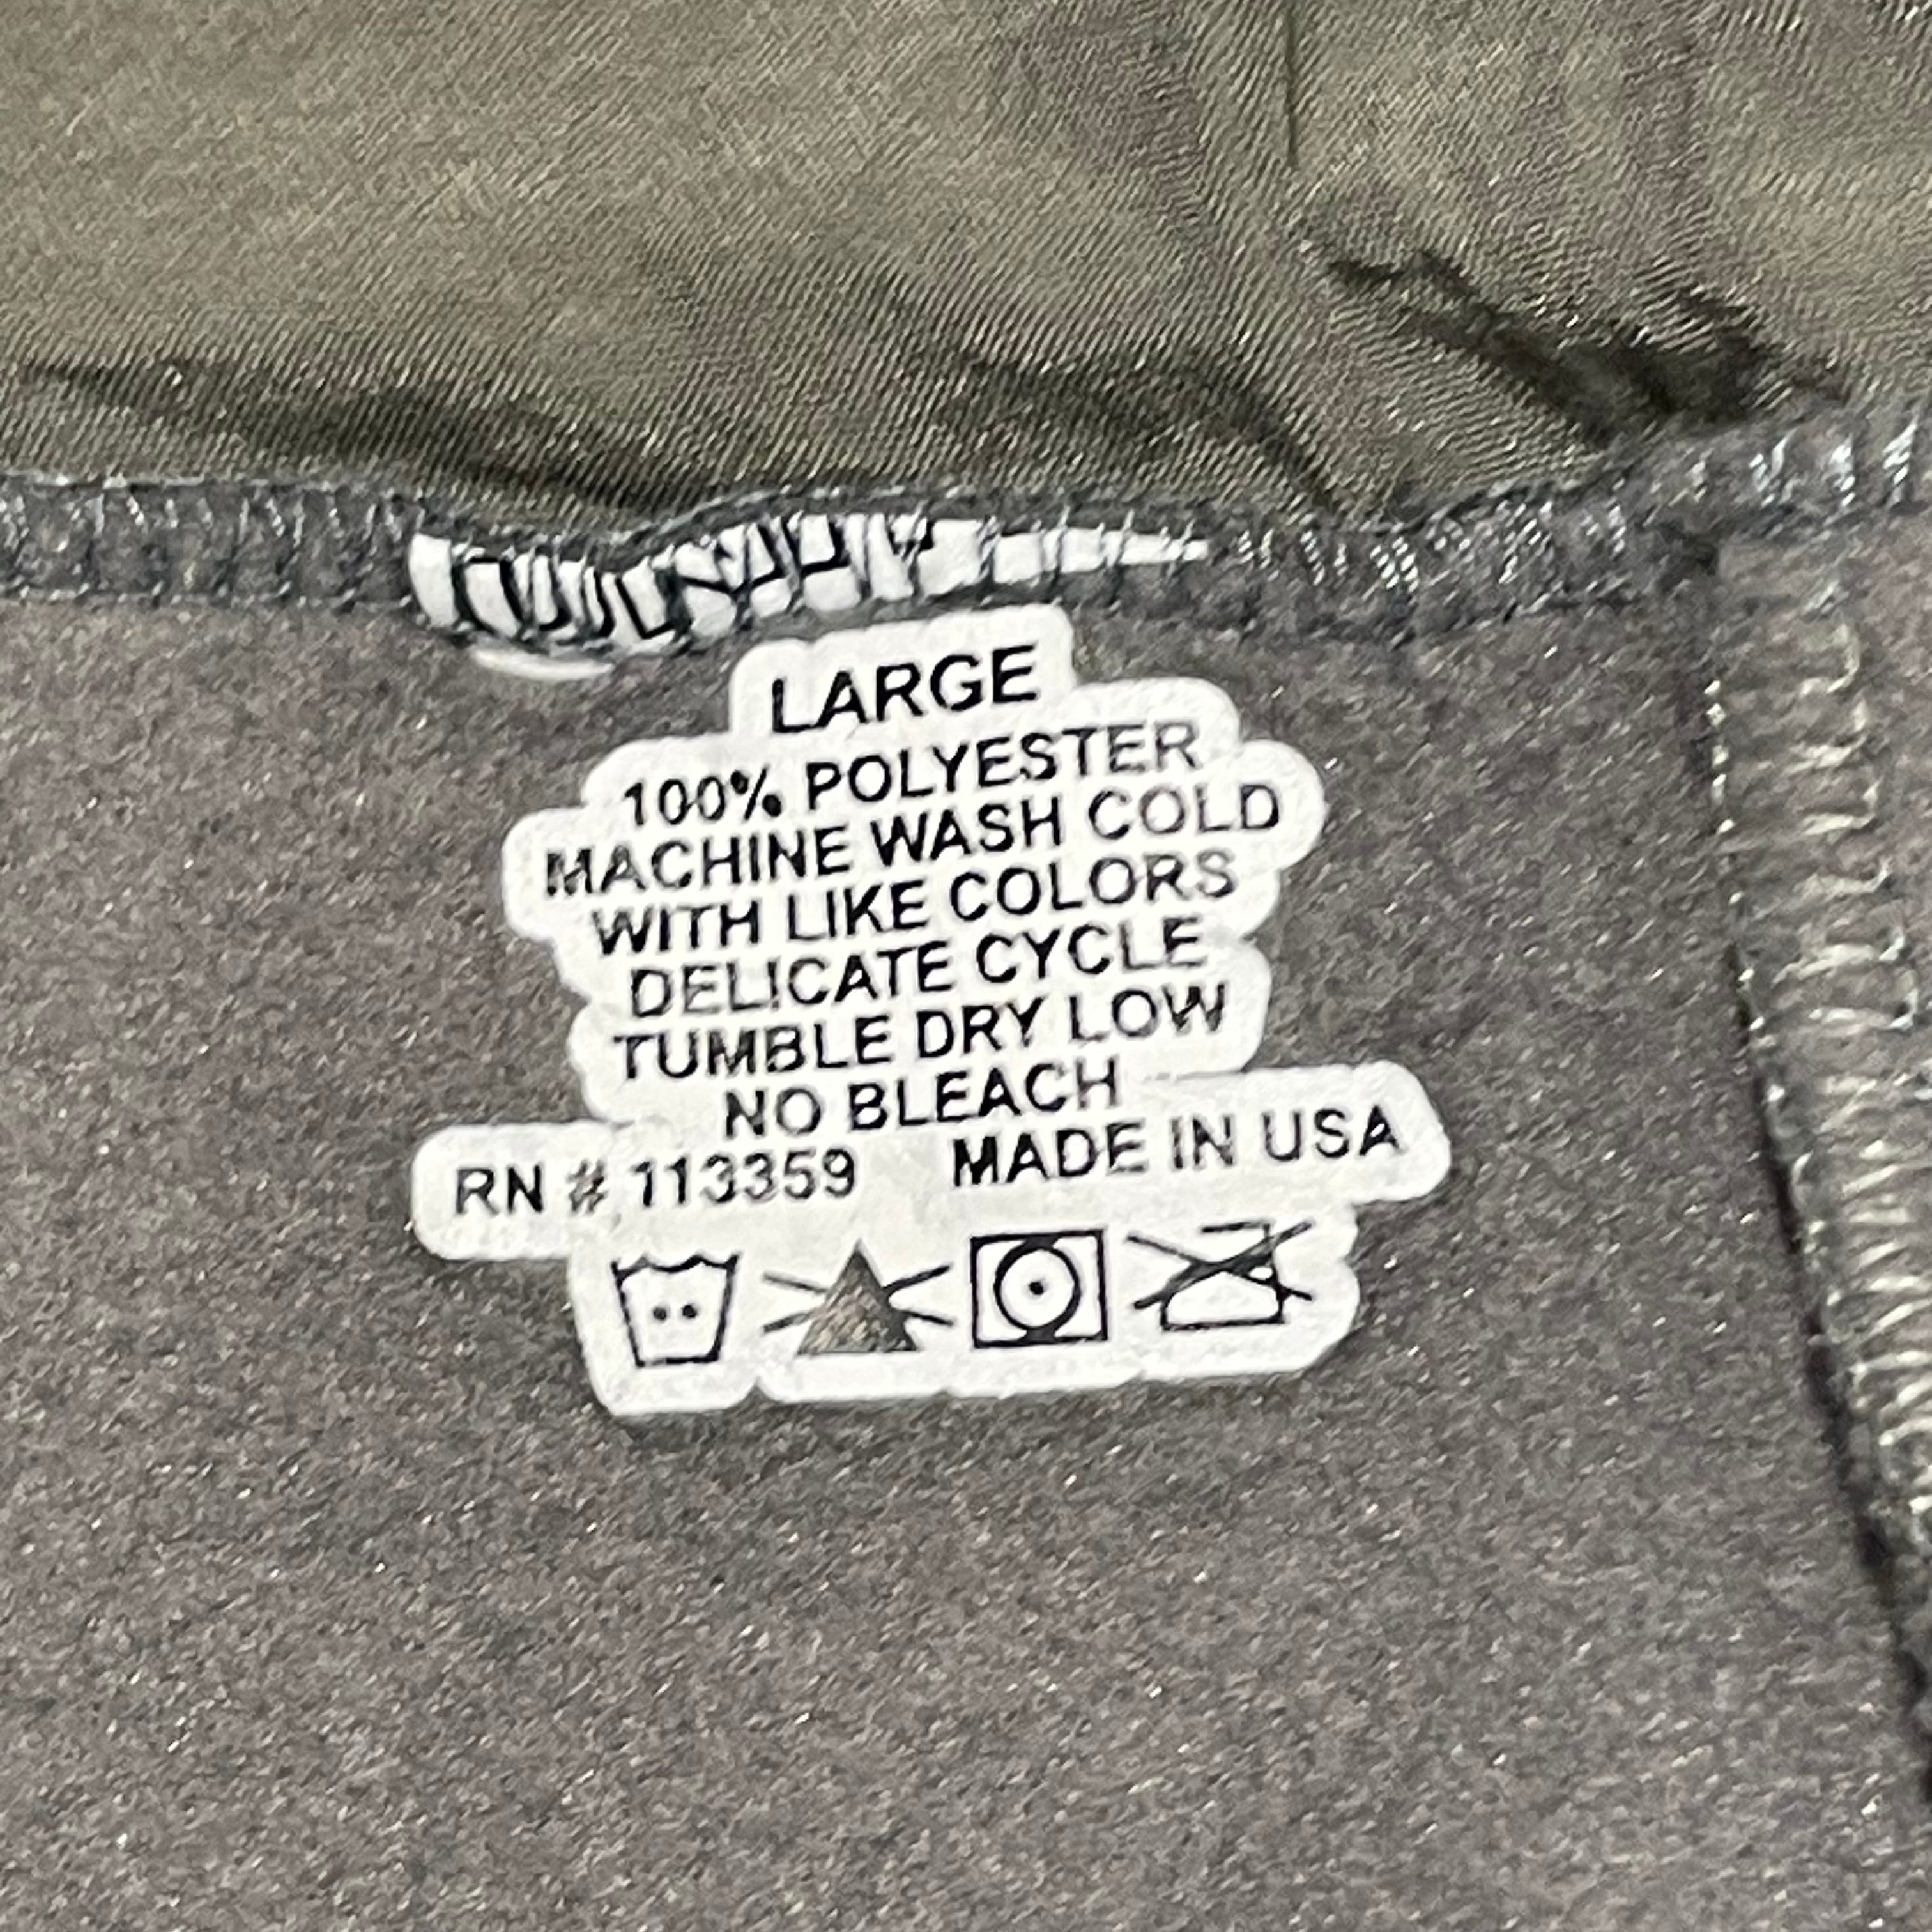 LARGE
100% POLYESTER
MACHINE WASH COLD
WITH LIKE COLORS
DELICATE CYCLE
TUMBLE DRY LOW
NO BLEACH
RN # 113359 MADE IN USA